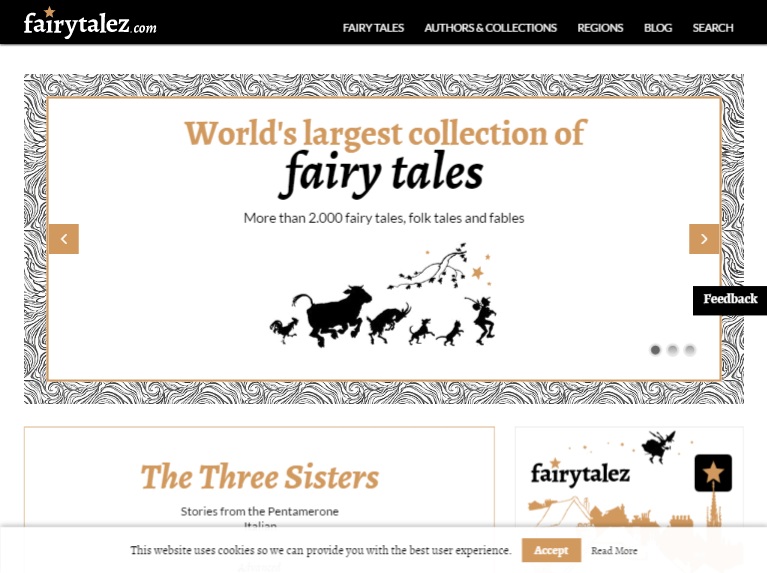 fairytalez.com
FAIRY TALES AUTHORS & COLLECTIONS REGIONS BLOG SEARCH
World's largest collection of
fairy tales
More than 2.000 fairy tales, folk tales and fables
Feedback
The Three Sisters
Stories from the Pentamerone
Italian
fairytalez
This website uses cookies so we can provide you with the best user experience. Accept Read More